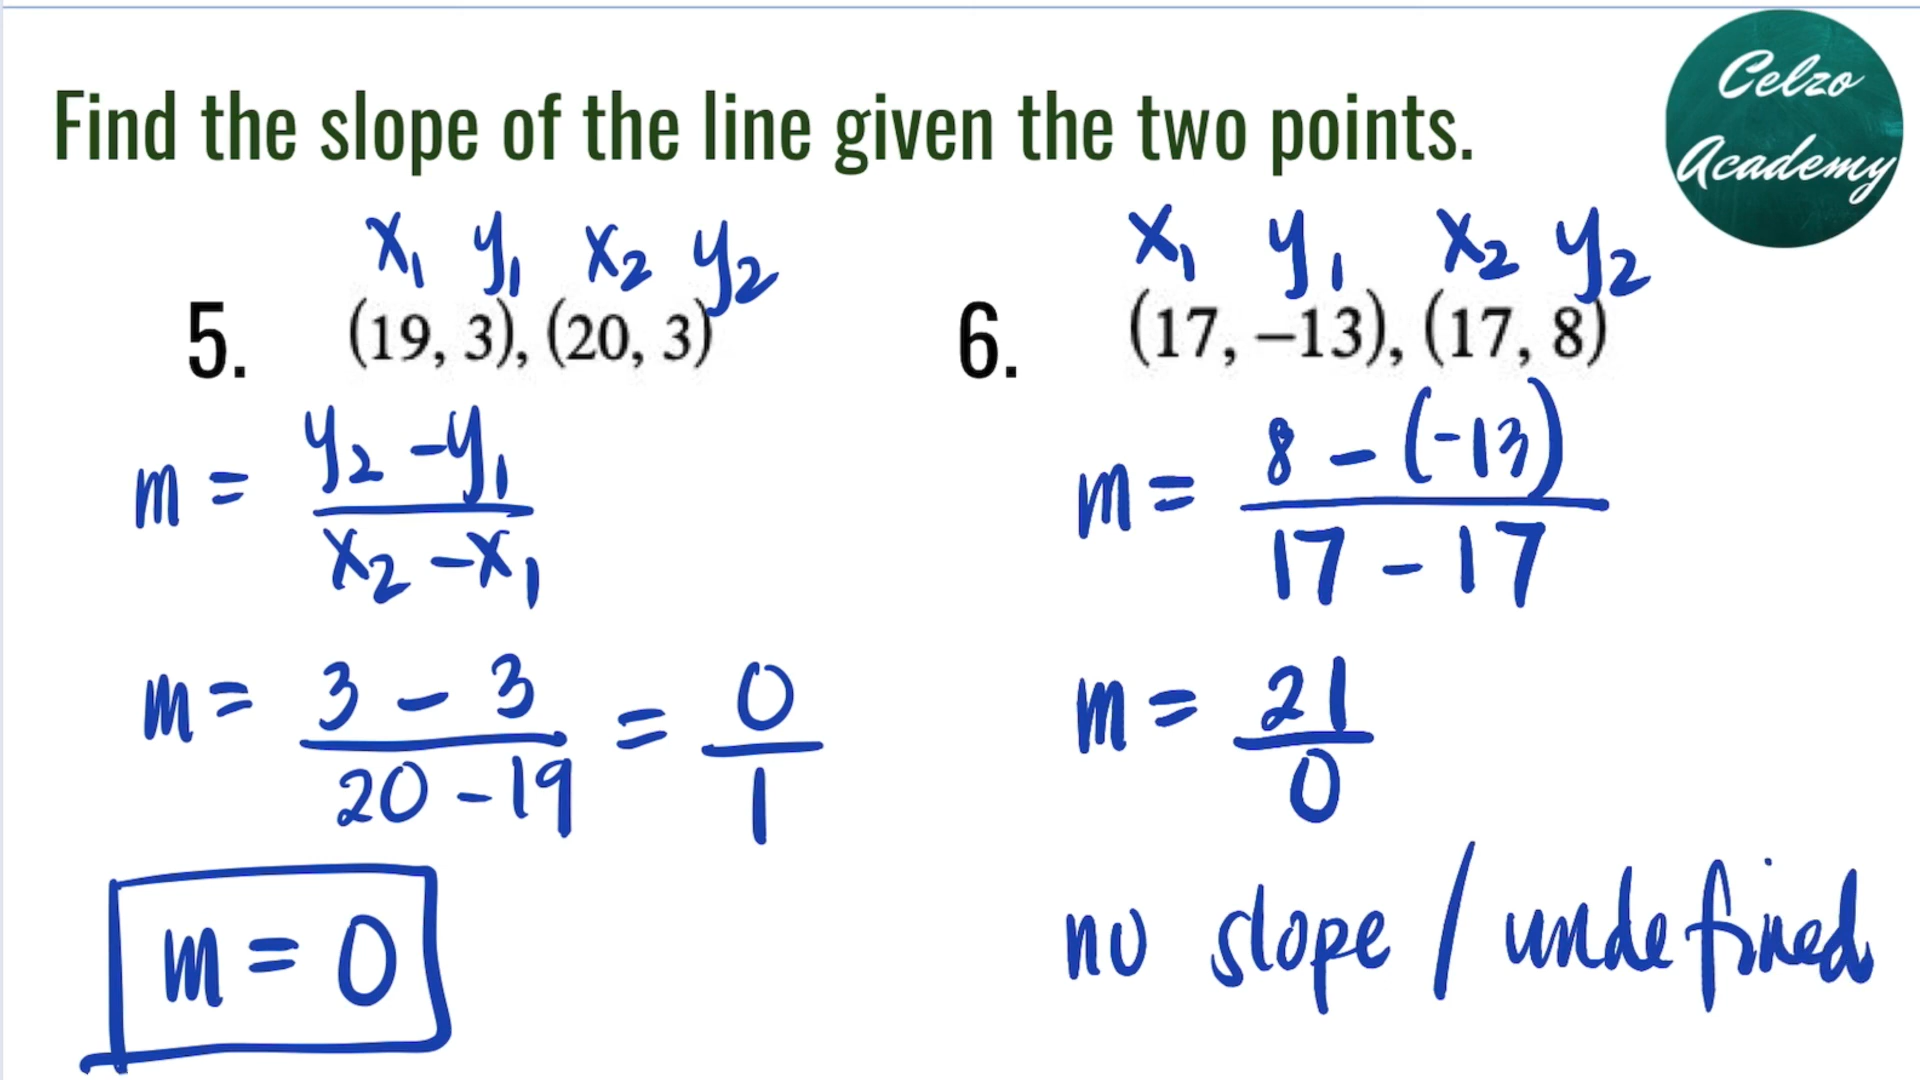 Celzo
Academy
Find the slope of the line given the two points.
x₁ y₁ x₂ y₂
5. (19, 3), (20, 3)
m = y₂ - y₁ / x₂ - x₁
m = 3 - 3 / 20 - 19 = 0 / 1
m = 0
x₁ y₁ x₂ y₂
6. (17, –13), (17, 8)
m = 8 - (-13) / 17 - 17
m = 21 / 0
no slope / undefined